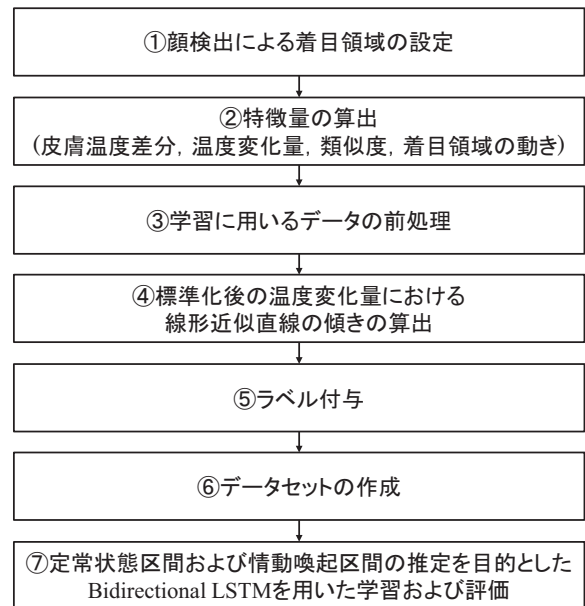 ①顔検出による着目領域の設定
②特徴量の算出
(皮膚温度差分, 温度変化量, 類似度, 着目領域の動き)
③学習に用いるデータの前処理
④標準化後の温度変化量における
線形近似直線の傾きの算出
⑤ラベル付与
⑥データセットの作成
⑦定常状態区間および情動喚起区間の推定を目的とした
Bidirectional LSTMを用いた学習および評価